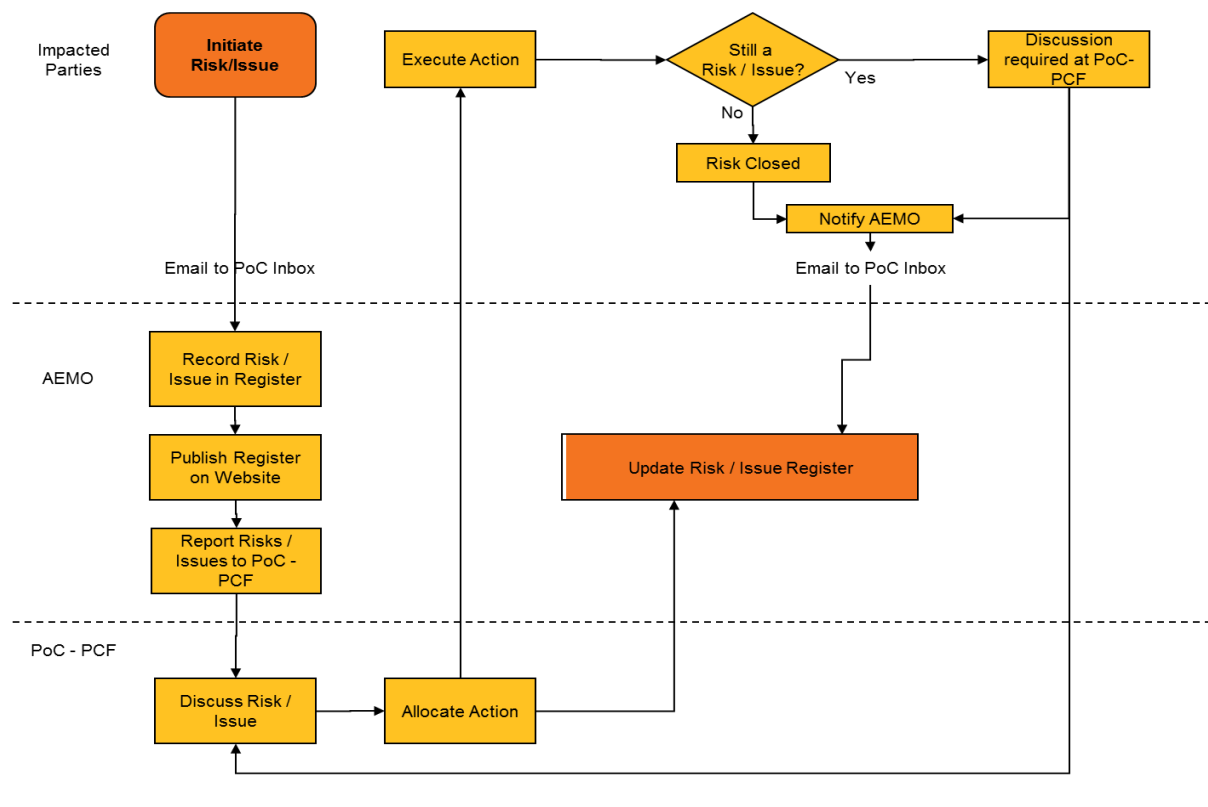 Impacted
Parties
Initiate
Risk/Issue
Execute Action
Still a
Risk / Issue?
Yes
No
Discussion
required at PoC-
PCF
Risk Closed
Notify AEMO
Email to PoC Inbox
Email to PoC Inbox
AEMO
Record Risk /
Issue in Register
Publish Register
on Website
Report Risks /
Issues to PoC -
PCF
Update Risk / Issue Register
PoC - PCF
Discuss Risk /
Issue
Allocate Action